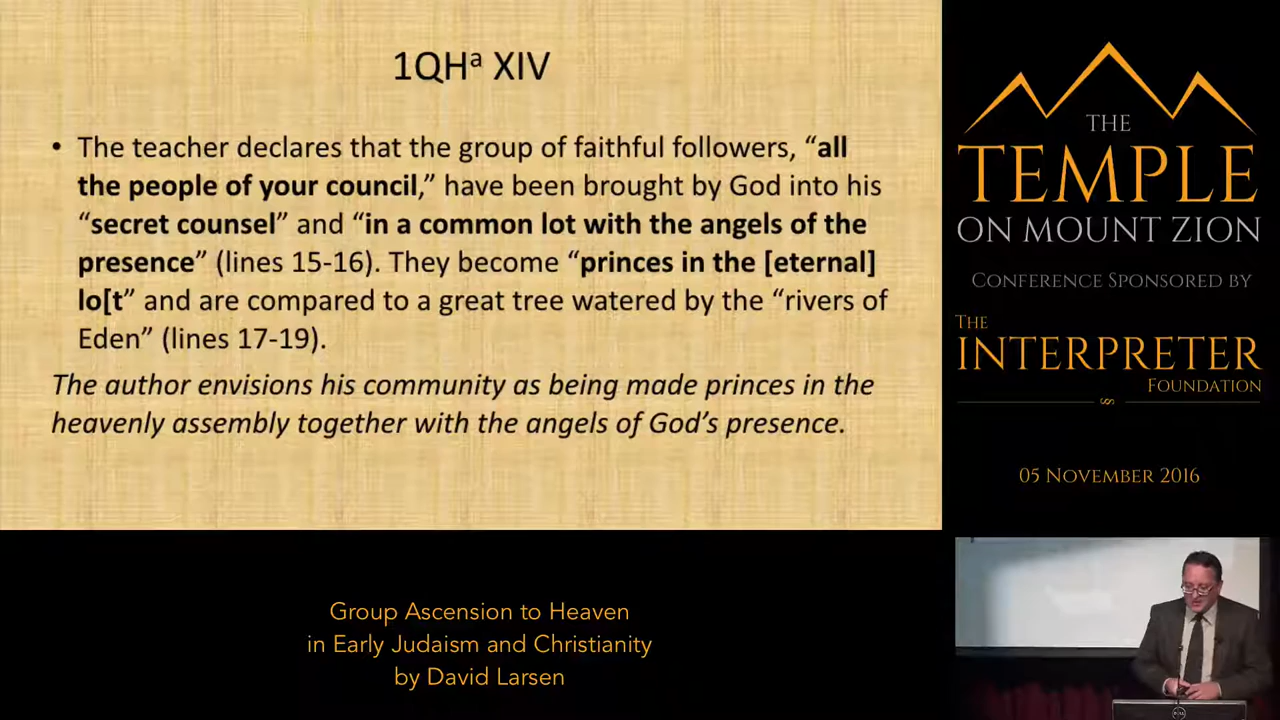 1QHᵃ XIV
• The teacher declares that the group of faithful followers, “all
the people of your council,” have been brought by God into his
“secret counsel” and “in a common lot with the angels of the
presence” (lines 15-16). They become “princes in the [eternal]
lo[t” and are compared to a great tree watered by the “rivers of
Eden” (lines 17-19).
The author envisions his community as being made princes in the
heavenly assembly together with the angels of God’s presence.
THE
TEMPLE
ON MOUNT ZION
CONFERENCE SPONSORED BY
THE
INTERPRETER
FOUNDATION
05 NOVEMBER 2016
Group Ascension to Heaven
in Early Judaism and Christianity
by David Larsen